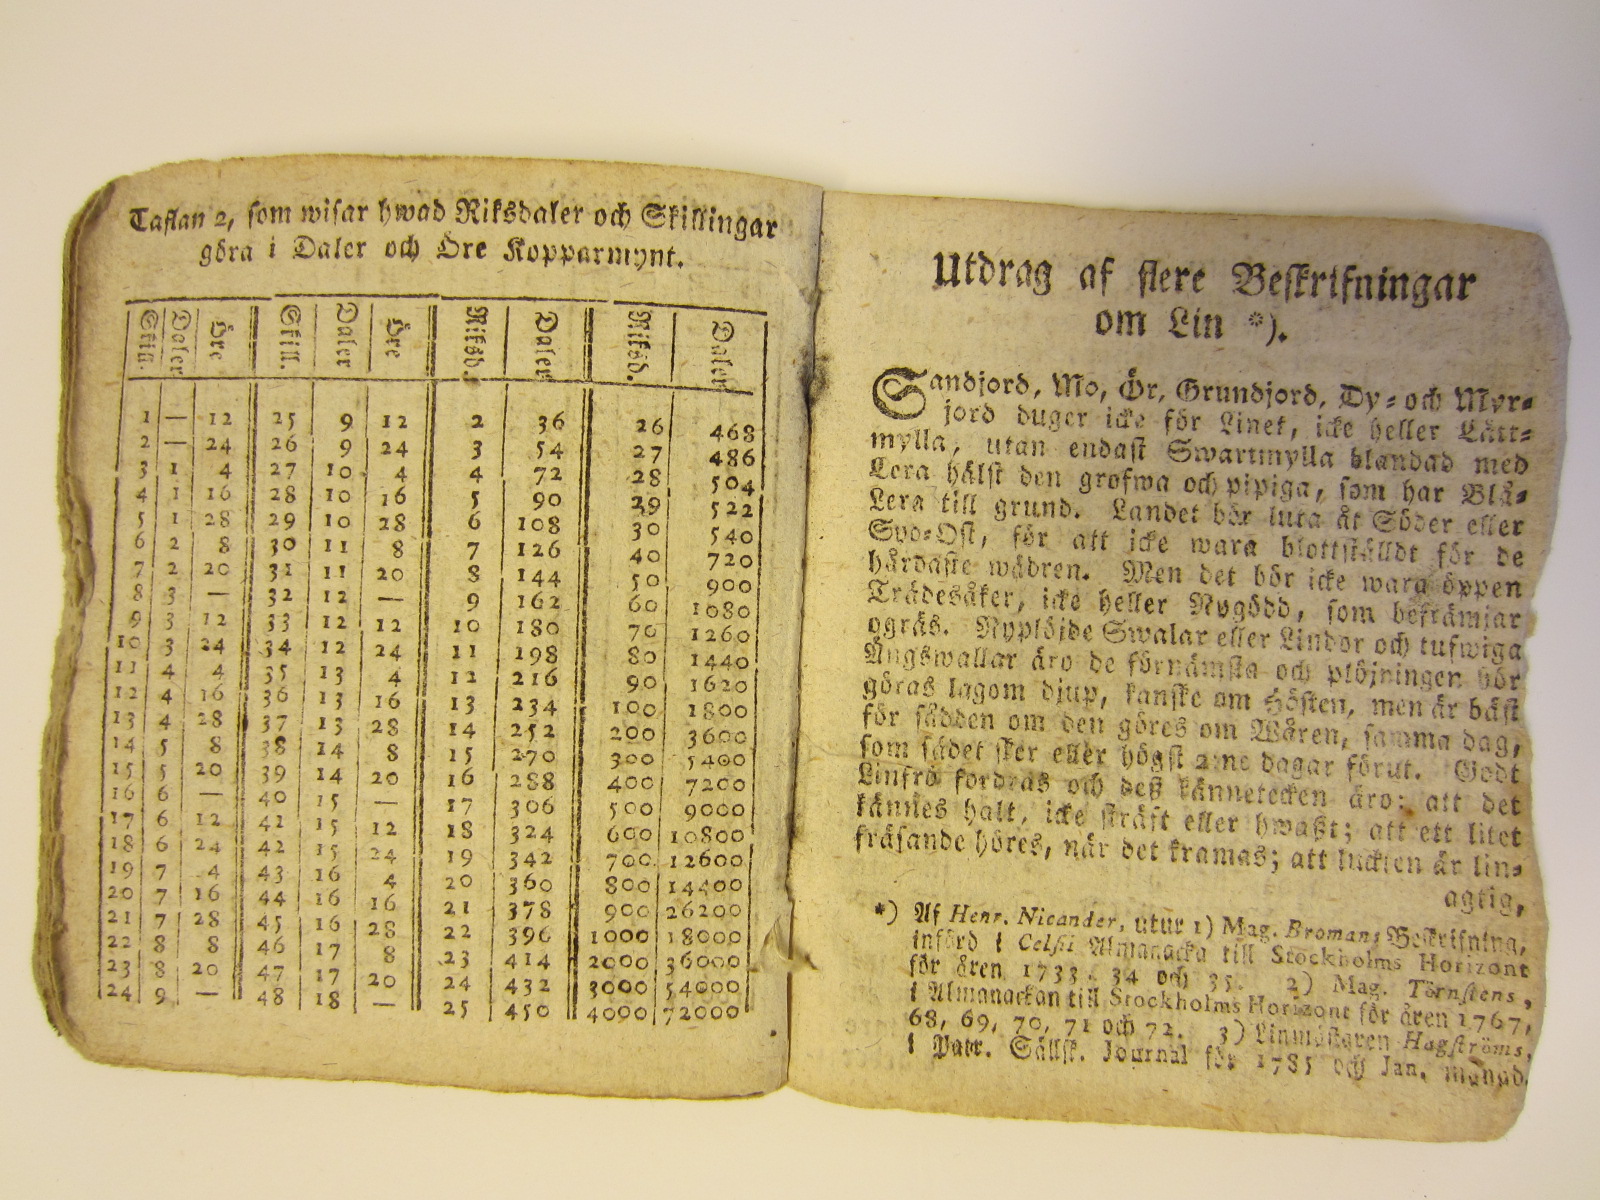 Taflan 2, som wisar hwad Riksdaler och Skillingar
göra i Daler och Öre Kopparmynt.
Skill. Daler Öre Skill. Daler Öre Riksd. Daler Riksd. Daler
1 — 12 25 9 12 2 36 26 468
2 — 24 26 9 24 3 54 27 486
3 1 4 27 10 4 4 72 28 504
4 1 16 28 10 16 5 90 29 522
5 1 28 29 10 28 6 108 30 540
6 2 8 30 11 8 7 126 40 720
7 2 20 31 11 20 8 144 50 900
8 3 — 32 12 — 9 162 60 1080
9 3 12 33 12 12 10 180 70 1260
10 3 24 34 12 24 11 198 80 1440
11 4 4 35 13 4 12 216 90 1620
12 4 16 36 13 16 13 234 100 1800
13 4 28 37 13 28 14 252 200 3600
14 5 8 38 14 8 15 270 300 5400
15 5 20 39 14 20 16 288 400 7200
16 6 — 40 15 — 17 306 500 9000
17 6 12 41 15 12 18 324 600 10800
18 6 24 42 15 24 19 342 700 12600
19 7 4 43 16 4 20 360 800 14400
20 7 16 44 16 16 21 378 900 26200
21 7 28 45 16 28 22 396 1000 18000
22 8 8 46 17 8 23 414 2000 36000
23 8 20 47 17 20 24 432 3000 54000
24 9 — 48 18 — 25 450 4000 72000
Utdrag af flere Beskrifningar
om Lin *).
Sandjord, Mo, Ör, Grundjord, Dy- och Myr-
jord duger icke för Linet, icke heller Lätt-
mylla, utan endast Swartmylla blandad med
Lera hälst den grofwa och pipiga, som har Blå-
Lera till grund. Landet bör luta åt Söder eller
Syd-Ost, för att icke wara blottställdt för de
hårdaste wädren. Men det bör icke wara öppen
Trädesåker, icke heller Nygödd, som befrämjar
ogräs. Nyplöjde Swalar eller Lindor och tufwiga
Ängswallar äro de förnämsta och plöjningen bör
göras lagom djup, kanske om Hösten, men är bäst
för sådden om den göres om Wåren, samma dag,
som sädet sker eller högst 2:ne dagar förut. Godt
Linfrö fordras och deß kännetecken äro: att det
kännes halt, icke sträft eller hwaßt; att ett litet
fräsande höres, när det kramas; att luckten är lin-
agtig,
*) Af Henr. Nicander, utur 1) Mag. Bromans Beskrifning,
införd i Celsii Almanacka till Stockholms Horizont
för åren 1733. 34 och 35. 2) Mag. Törnstens,
i Almanackan till Stockholms Horizont för åren 1767,
68, 69, 70, 71 och 72. 3) Linmästaren Hagströms,
i Patr. Sällsk. Journal för 1785 och Jan. månad.